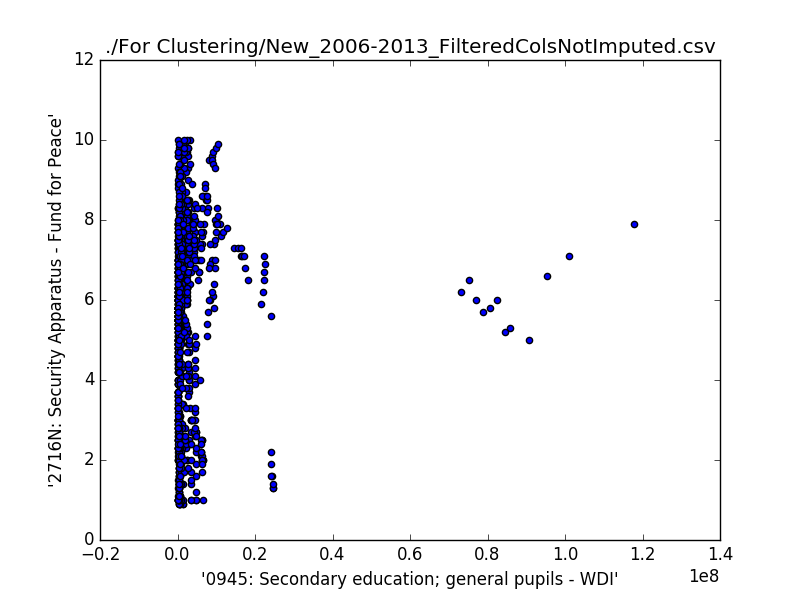 ./For Clustering/New_2006-2013_FilteredColsNotImputed.csv
12
10
8
6
4
2
0
'2716N: Security Apparatus - Fund for Peace'
−0.2 0.0 0.2 0.4 0.6 0.8 1.0 1.2 1.4
1e8
'0945: Secondary education; general pupils - WDI'